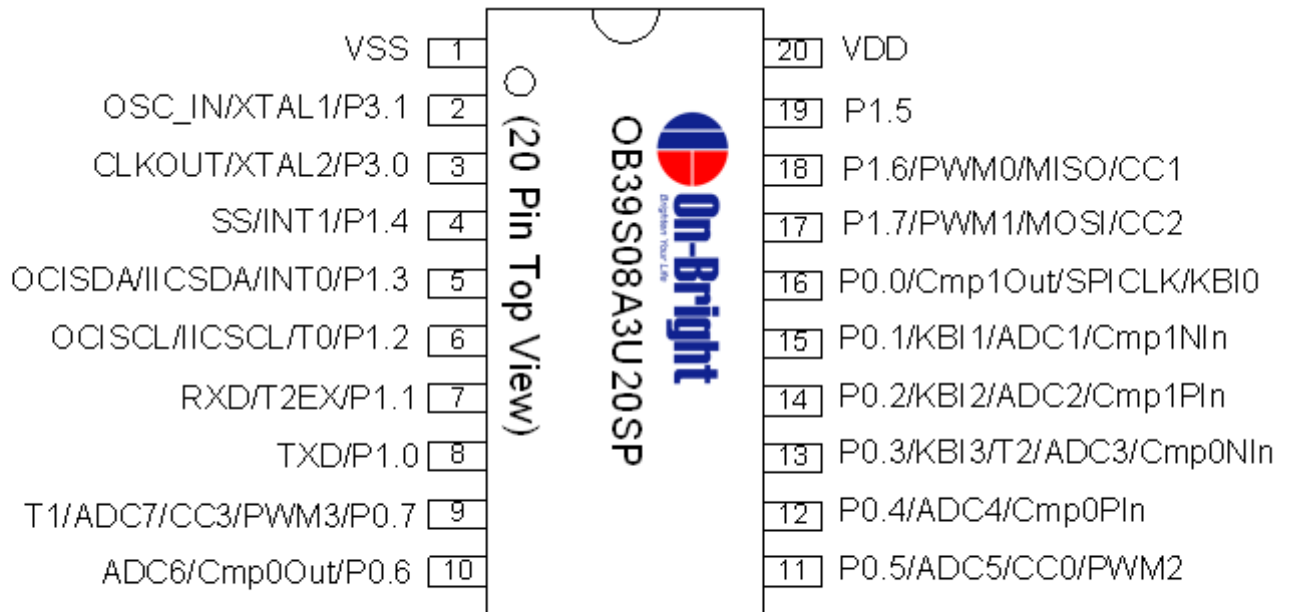 VSS 1
OSC_IN/XTAL1/P3.1 2
CLKOUT/XTAL2/P3.0 3
SS/INT1/P1.4 4
OCISDA/IICSDA/INT0/P1.3 5
OCISCL/IICSCL/T0/P1.2 6
RXD/T2EX/P1.1 7
TXD/P1.0 8
T1/ADC7/CC3/PWM3/P0.7 9
ADC6/Cmp0Out/P0.6 10
(20 Pin Top View)
OB39S08A3U20SP
On-Bright
Brighten Your Life
20 VDD
19 P1.5
18 P1.6/PWM0/MISO/CC1
17 P1.7/PWM1/MOSI/CC2
16 P0.0/Cmp1Out/SPICLK/KBI0
15 P0.1/KBI1/ADC1/Cmp1NIn
14 P0.2/KBI2/ADC2/Cmp1PIn
13 P0.3/KBI3/T2/ADC3/Cmp0NIn
12 P0.4/ADC4/Cmp0PIn
11 P0.5/ADC5/CC0/PWM2